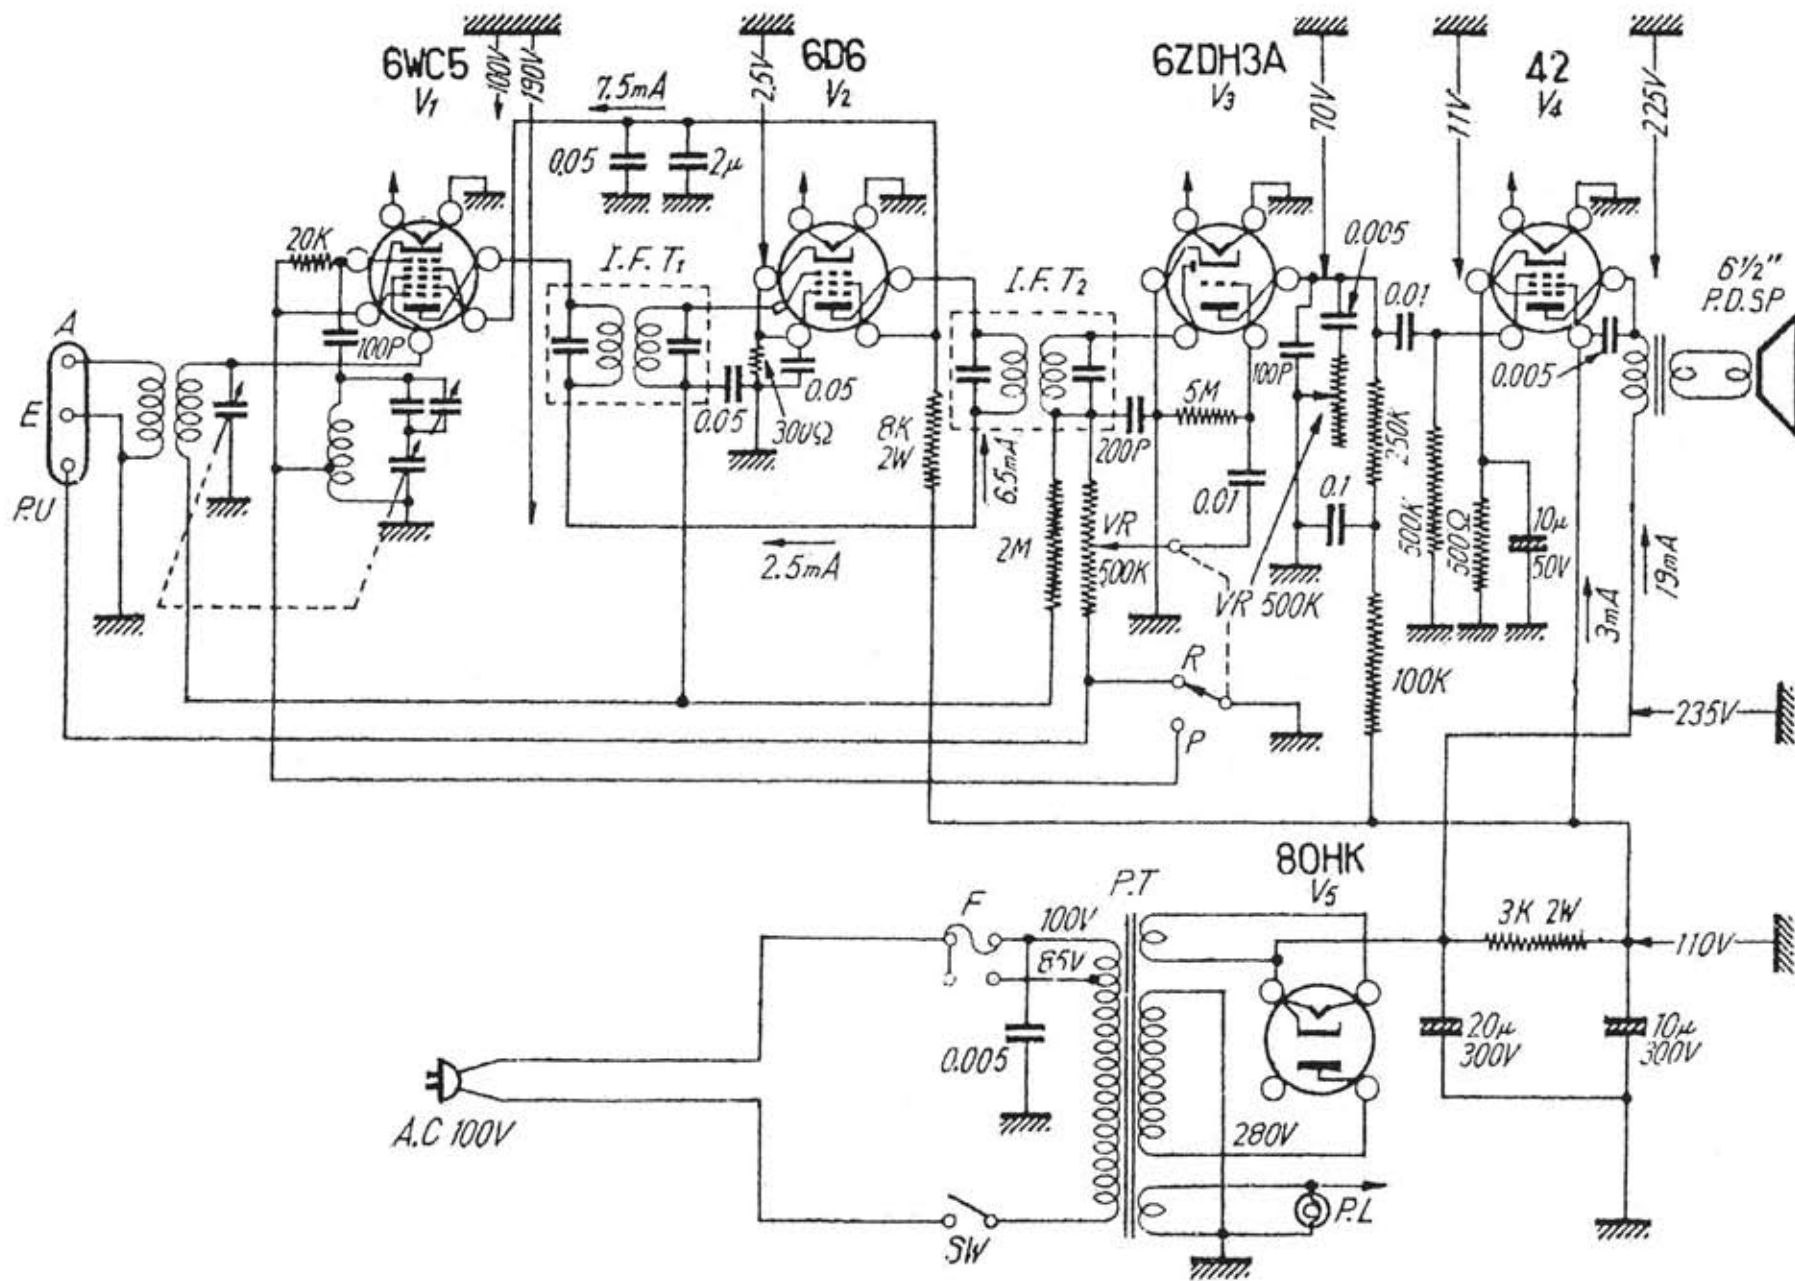 6WC5
V1
100V
190V
7.5mA
2.5V
6D6
V2
6ZDH3A
V3
70V
11V
42
V4
225V
0.05
2μ
20K
I.F.T1
I.F.T2
0.005
0.01
6 1/2"
P.D.SP
A
E
P.U
100P
0.05
0.05
300Ω
8K
2W
6.5mA
200P
5M
100P
250K
0.005
0.01
0.1
500K
500Ω
10μ
50V
2.5mA
2M
VR
500K
VR 500K
3mA
19mA
R
P
100K
235V
80HK
V5
P.T
F
100V
85V
3K 2W
110V
0.005
20μ
300V
10μ
300V
A.C 100V
280V
SW
P.L